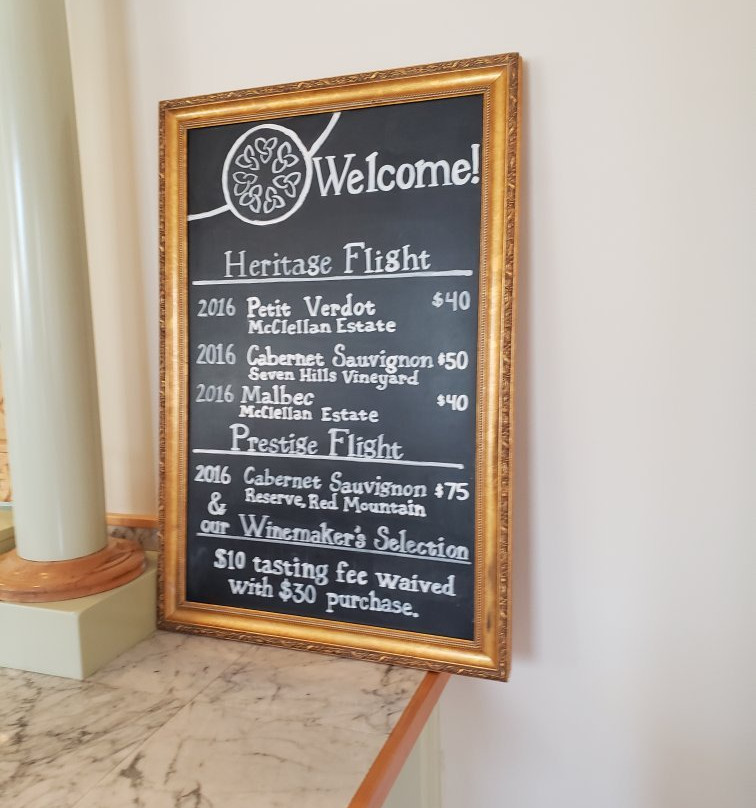 Welcome!
Heritage Flight
2016 Petit Verdot $40
McClellan Estate
2016 Cabernet Sauvignon $50
Seven Hills Vineyard
2016 Malbec $40
McClellan Estate
Prestige Flight
2016 Cabernet Sauvignon $75
Reserve, Red Mountain
&
our Winemaker's Selection
$10 tasting fee waived
with $30 purchase.